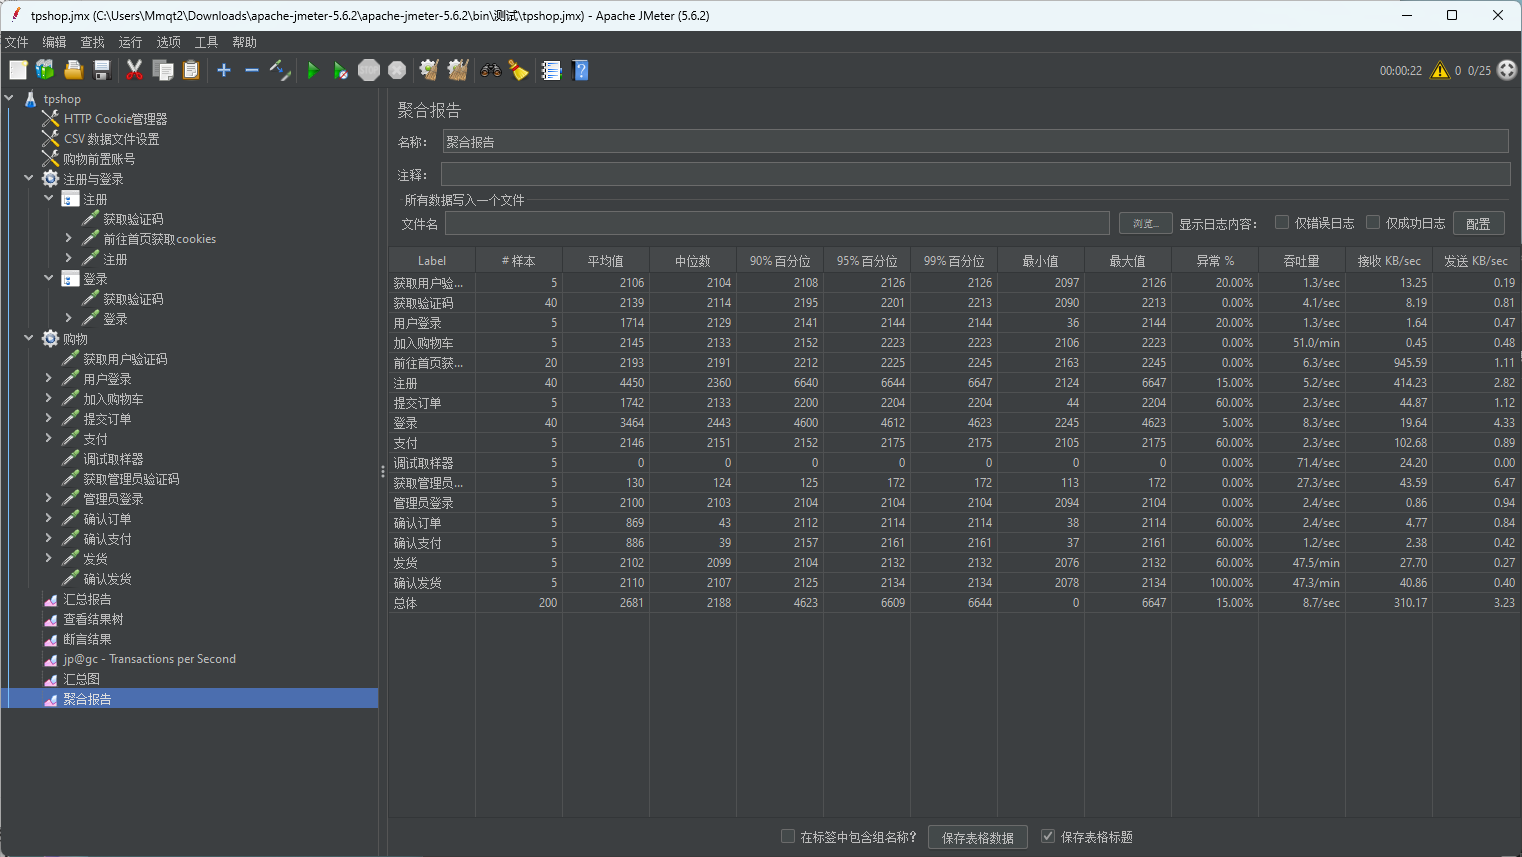 tpshop.jmx (C:\Users\Mmqt2\Downloads\apache-jmeter-5.6.2\apache-jmeter-5.6.2\bin\测试\tpshop.jmx) - Apache JMeter (5.6.2)
文件 编辑 查找 运行 选项 工具 帮助
00:00:22 0 0/25
tpshop
HTTP Cookie管理器
CSV 数据文件设置
购物前置账号
注册与登录
注册
获取验证码
前往首页获取cookies
注册
登录
获取验证码
登录
购物
获取用户验证码
用户登录
加入购物车
提交订单
支付
调试取样器
获取管理员验证码
管理员登录
确认订单
确认支付
发货
确认发货
汇总报告
查看结果树
断言结果
jp@gc - Transactions per Second
汇总图
聚合报告
聚合报告
名称： 聚合报告
注释：
所有数据写入一个文件
文件名 浏览... 显示日志内容： 仅错误日志 仅成功日志 配置
Label # 样本 平均值 中位数 90% 百分位 95% 百分位 99% 百分位 最小值 最大值 异常 % 吞吐量 接收 KB/sec 发送 KB/sec
获取用户验... 5 2106 2104 2108 2126 2126 2097 2126 20.00% 1.3/sec 13.25 0.19
获取验证码 40 2139 2114 2195 2201 2213 2090 2213 0.00% 4.1/sec 8.19 0.81
用户登录 5 1714 2129 2141 2144 2144 36 2144 20.00% 1.3/sec 1.64 0.47
加入购物车 5 2145 2133 2152 2223 2223 2106 2223 0.00% 51.0/min 0.45 0.48
前往首页获... 20 2193 2191 2212 2225 2245 2163 2245 0.00% 6.3/sec 945.59 1.11
注册 40 4450 2360 6640 6644 6647 2124 6647 15.00% 5.2/sec 414.23 2.82
提交订单 5 1742 2133 2200 2204 2204 44 2204 60.00% 2.3/sec 44.87 1.12
登录 40 3464 2443 4600 4612 4623 2245 4623 5.00% 8.3/sec 19.64 4.33
支付 5 2146 2151 2152 2175 2175 2105 2175 60.00% 2.3/sec 102.68 0.89
调试取样器 5 0 0 0 0 0 0 0 0.00% 71.4/sec 24.20 0.00
获取管理员... 5 130 124 125 172 172 113 172 0.00% 27.3/sec 43.59 6.47
管理员登录 5 2100 2103 2104 2104 2104 2094 2104 0.00% 2.4/sec 0.86 0.94
确认订单 5 869 43 2112 2114 2114 38 2114 60.00% 2.4/sec 4.77 0.84
确认支付 5 886 39 2157 2161 2161 37 2161 60.00% 1.2/sec 2.38 0.42
发货 5 2102 2099 2104 2132 2132 2076 2132 60.00% 47.5/min 27.70 0.27
确认发货 5 2110 2107 2125 2134 2134 2078 2134 100.00% 47.3/min 40.86 0.40
总体 200 2681 2188 4623 6609 6644 0 6647 15.00% 8.7/sec 310.17 3.23
在标签中包含组名称？ 保存表格数据 保存表格标题